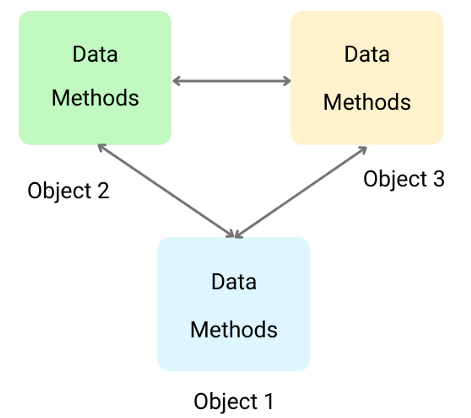 Data
Methods
Object 2
Data
Methods
Object 3
Data
Methods
Object 1